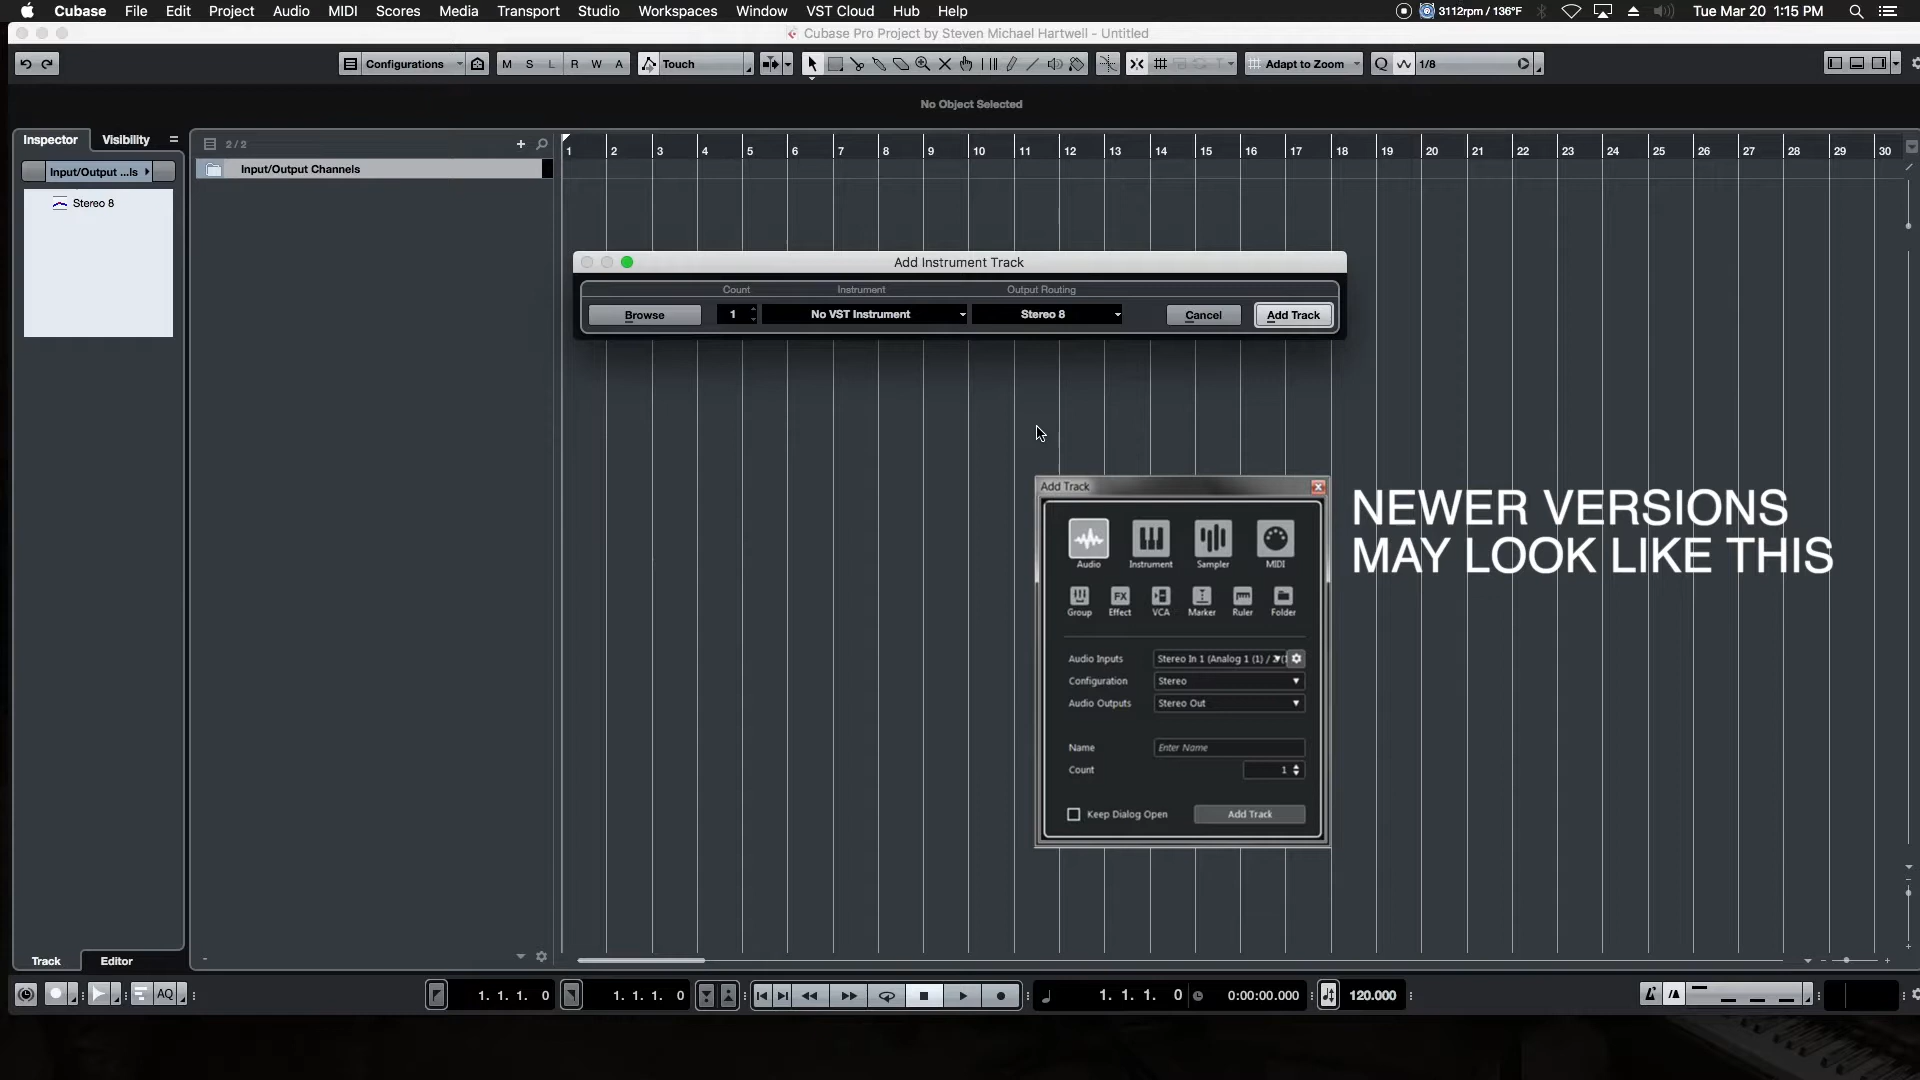 Cubase File Edit Project Audio MIDI Scores Media Transport Studio Workspaces Window VST Cloud Hub Help 3112rpm / 136°F Tue Mar 20 1:15 PM
Cubase Pro Project by Steven Michael Hartwell - Untitled
Configurations M S L R W A Touch Adapt to Zoom Q 1/8
No Object Selected
Inspector Visibility 2 / 2
1 2 3 4 5 6 7 8 9 10 11 12 13 14 15 16 17 18 19 20 21 22 23 24 25 26 27 28 29 30
Input/Output ...ls Input/Output Channels
Stereo 8
Add Instrument Track
Count Instrument Output Routing
Browse 1 No VST Instrument Stereo 8 Cancel Add Track
Add Track
NEWER VERSIONS
MAY LOOK LIKE THIS
Audio Instrument Sampler MIDI
FX
Group Effect VCA Marker Ruler Folder
Audio Inputs Stereo In 1 (Analog 1 (1) /
Configuration Stereo
Audio Outputs Stereo Out
Name Enter Name
Count 1
Keep Dialog Open Add Track
Track Editor
AQ 1. 1. 1. 0 1. 1. 1. 0 1. 1. 1. 0 0:00:00.000 120.000